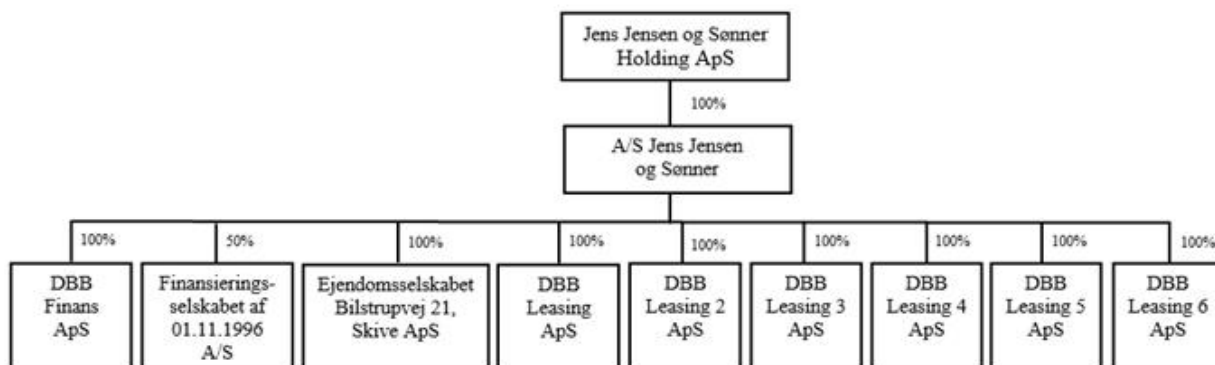 Jens Jensen og Sønner
Holding ApS
100%
A/S Jens Jensen
og Sønner
100%
50%
100%
100%
100%
100%
100%
100%
100%
DBB
Finans
ApS
Finansierings-
selskabet af
01.11.1996
A/S
Ejendomsselskabet
Bilstrupvej 21,
Skive ApS
DBB
Leasing
ApS
DBB
Leasing 2
ApS
DBB
Leasing 3
ApS
DBB
Leasing 4
ApS
DBB
Leasing 5
ApS
DBB
Leasing 6
ApS